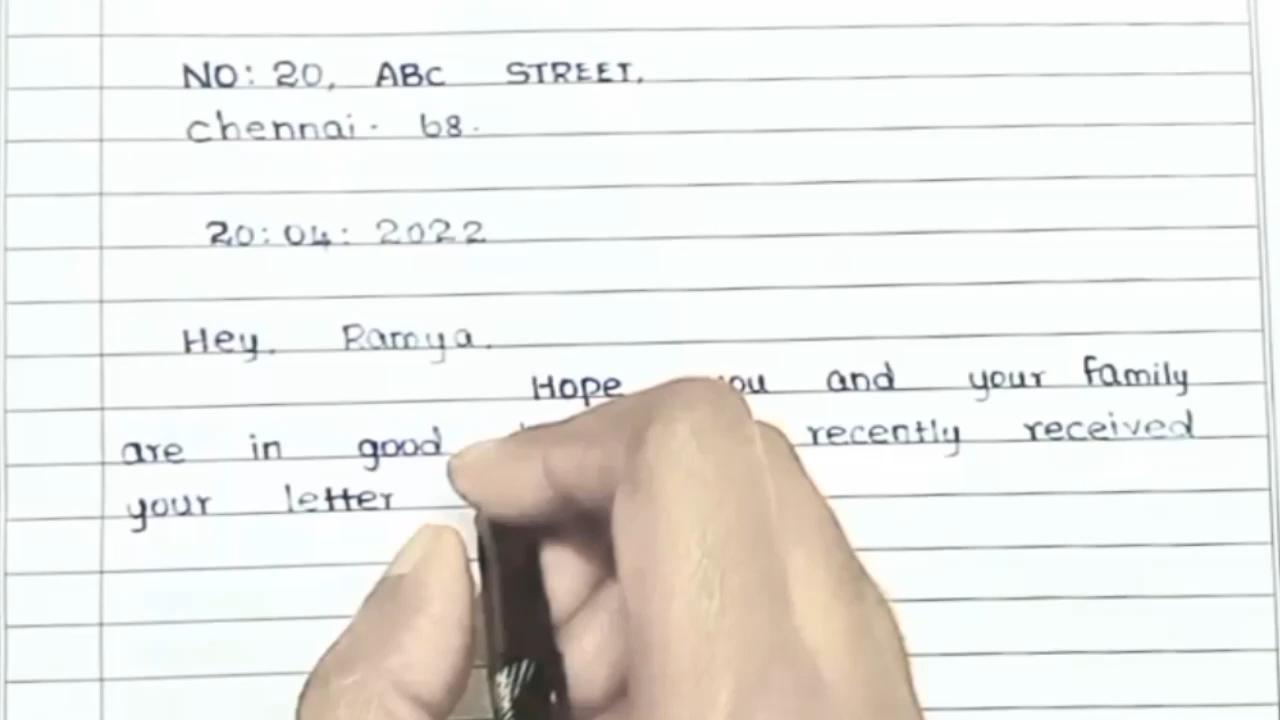 NO: 20, ABC STREET,
Chennai. 68.
20:04: 2022
Hey, Ramya,
Hope you and your family
are in good recently received
your letter